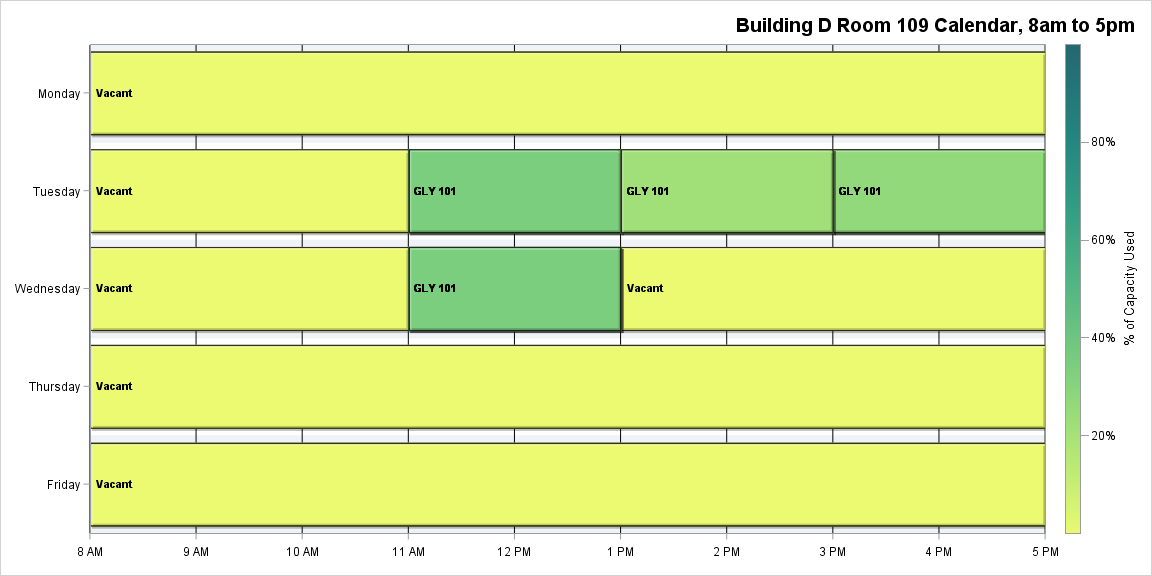 Building D Room 109 Calendar, 8am to 5pm
Monday
Vacant
80%
Tuesday
Vacant
GLY 101
GLY 101
GLY 101
60%
% of Capacity Used
Wednesday
Vacant
GLY 101
Vacant
40%
Thursday
Vacant
20%
Friday
Vacant
8 AM
9 AM
10 AM
11 AM
12 PM
1 PM
2 PM
3 PM
4 PM
5 PM